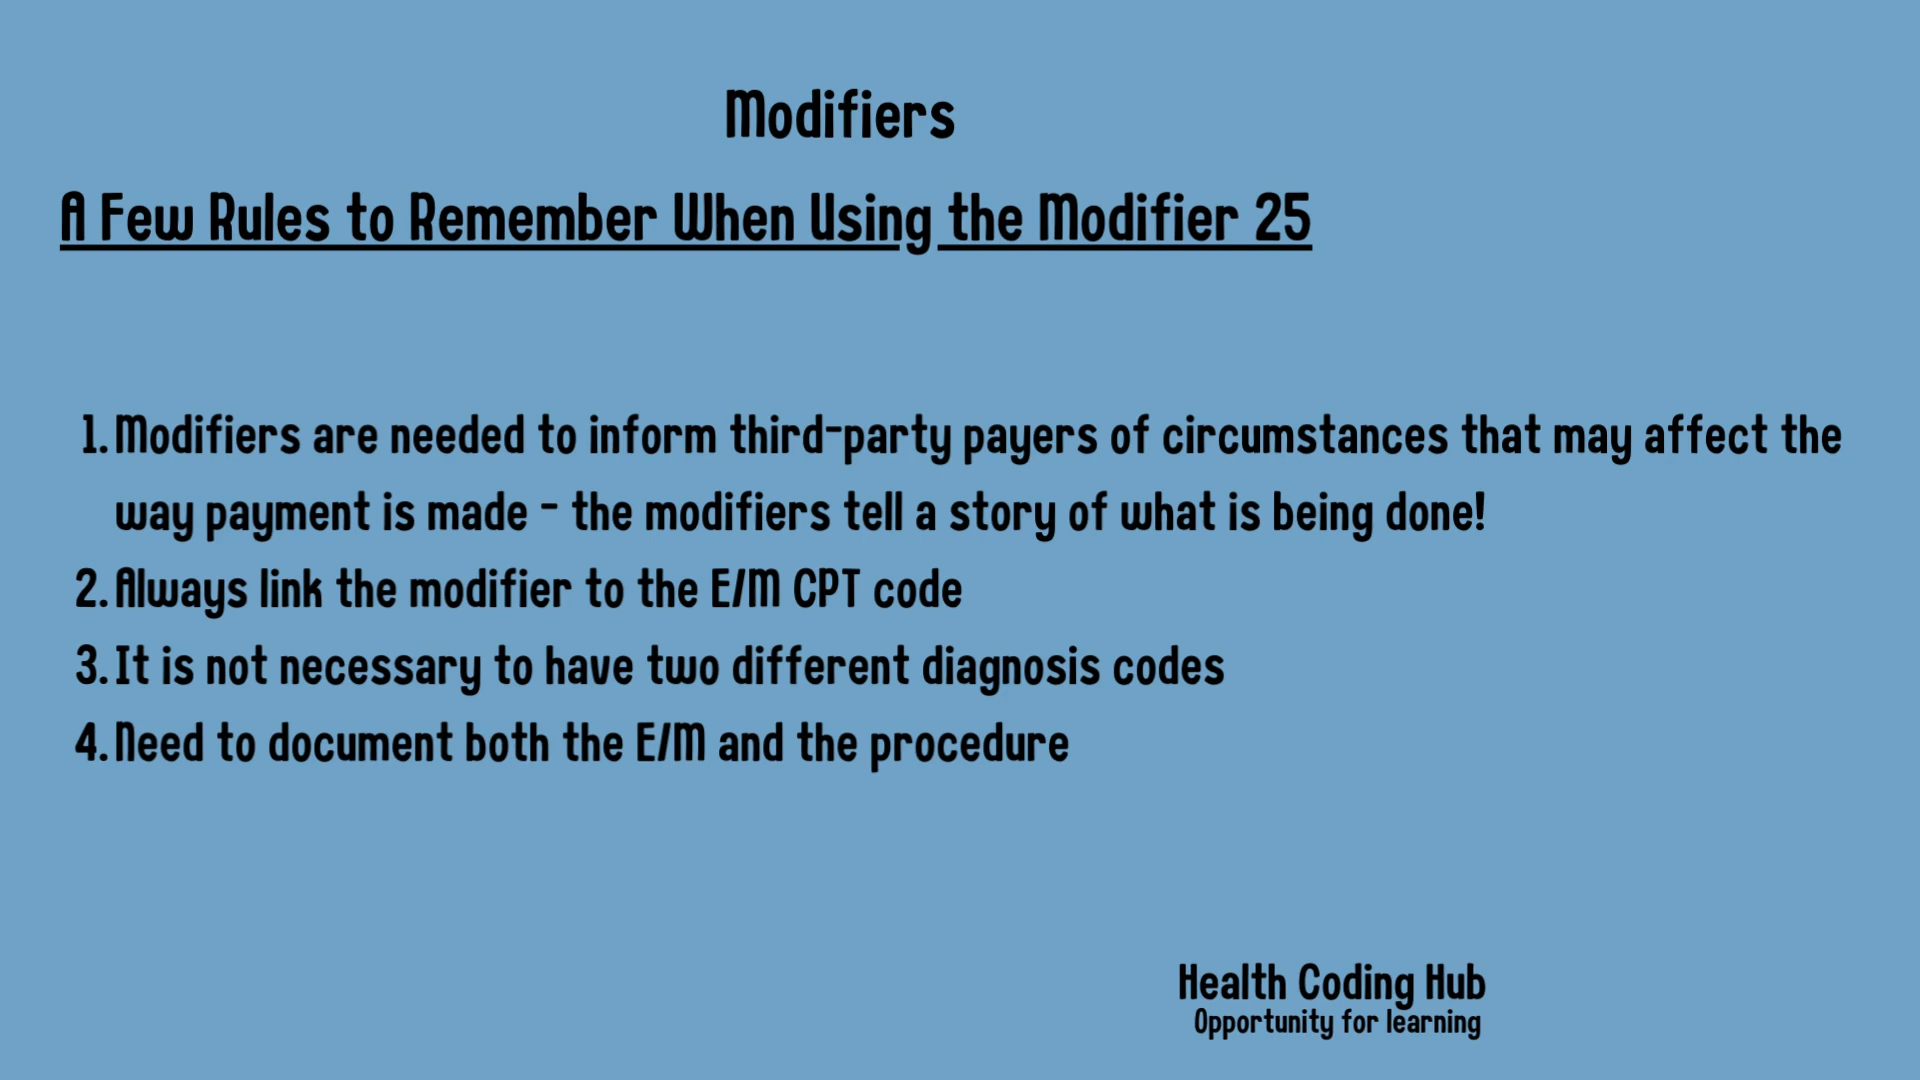 Modifiers
A Few Rules to Remember When Using the Modifier 25
1. Modifiers are needed to inform third-party payers of circumstances that may affect the
way payment is made - the modifiers tell a story of what is being done!
2. Always link the modifier to the E/M CPT code
3. It is not necessary to have two different diagnosis codes
4. Need to document both the E/M and the procedure
Health Coding Hub
Opportunity for learning